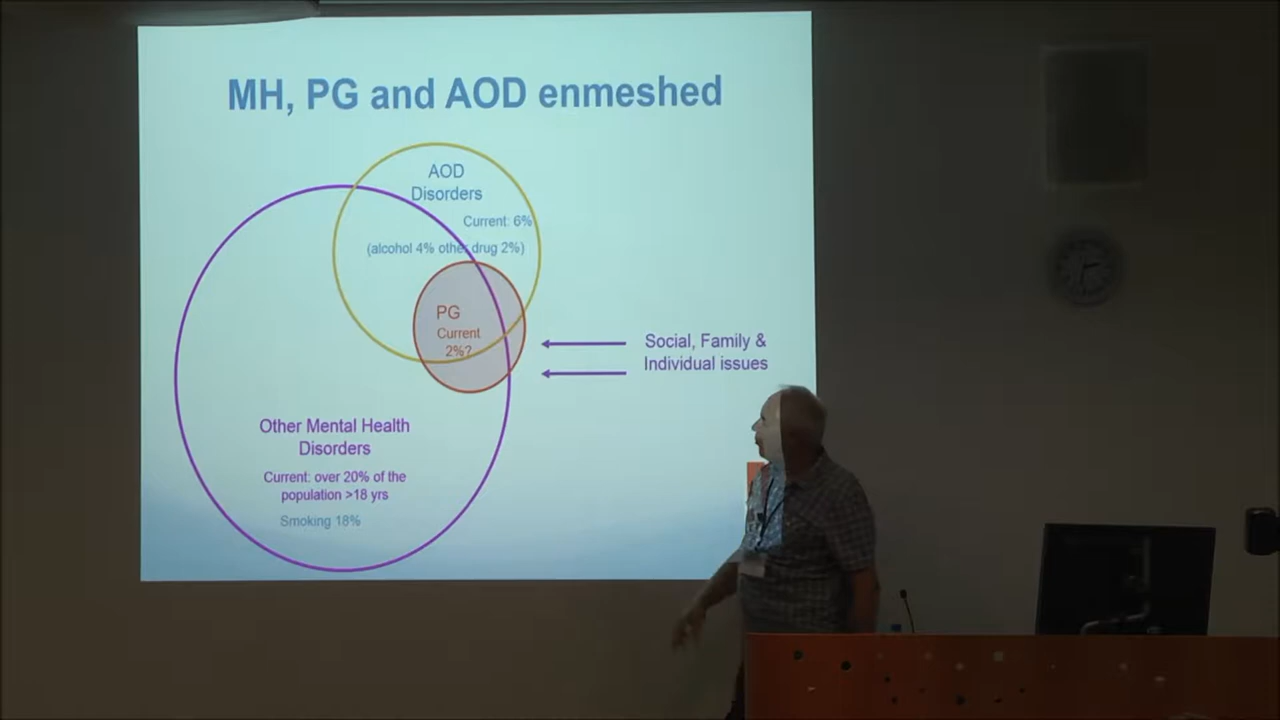 MH, PG and AOD enmeshed
AOD
Disorders
Current: 6%
(alcohol 4% other drug 2%)
PG
Current
2%?
Social, Family &
Individual issues
Other Mental Health
Disorders
Current: over 20% of the
population >18 yrs
Smoking 18%